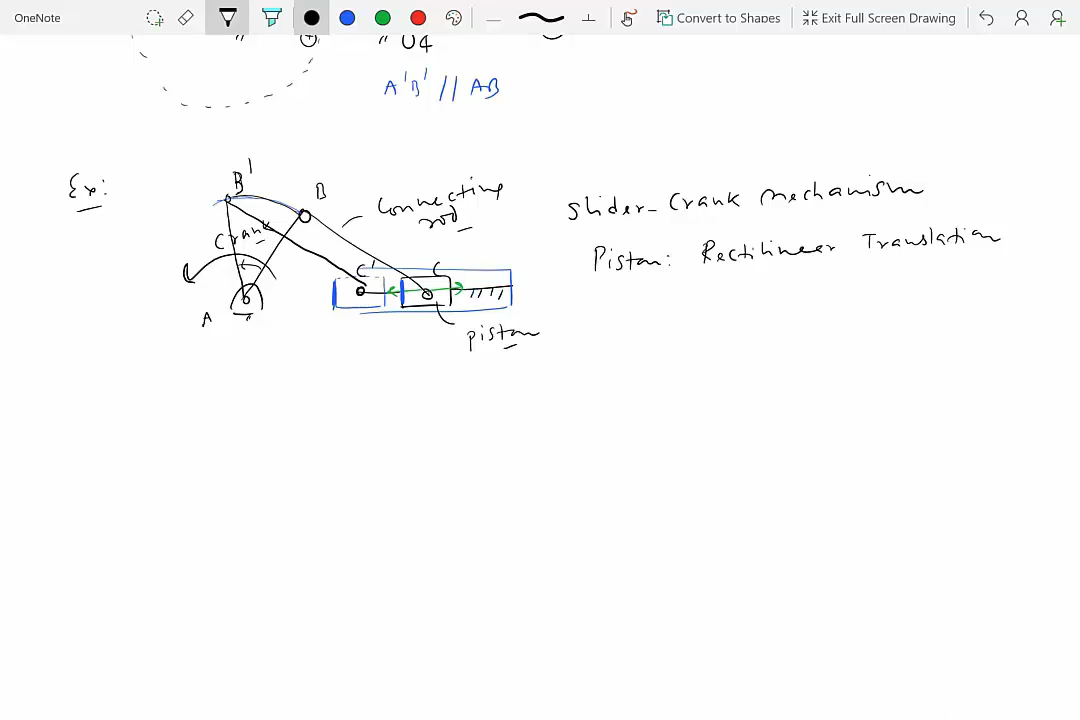 OneNote
Convert to Shapes
Exit Full Screen Drawing
" " 04
A'B' // AB
Ex:
B'
B
Connecting
rod
Crank
C'
C
A
piston
Slider-Crank mechanism
Piston: Rectilinear Translation